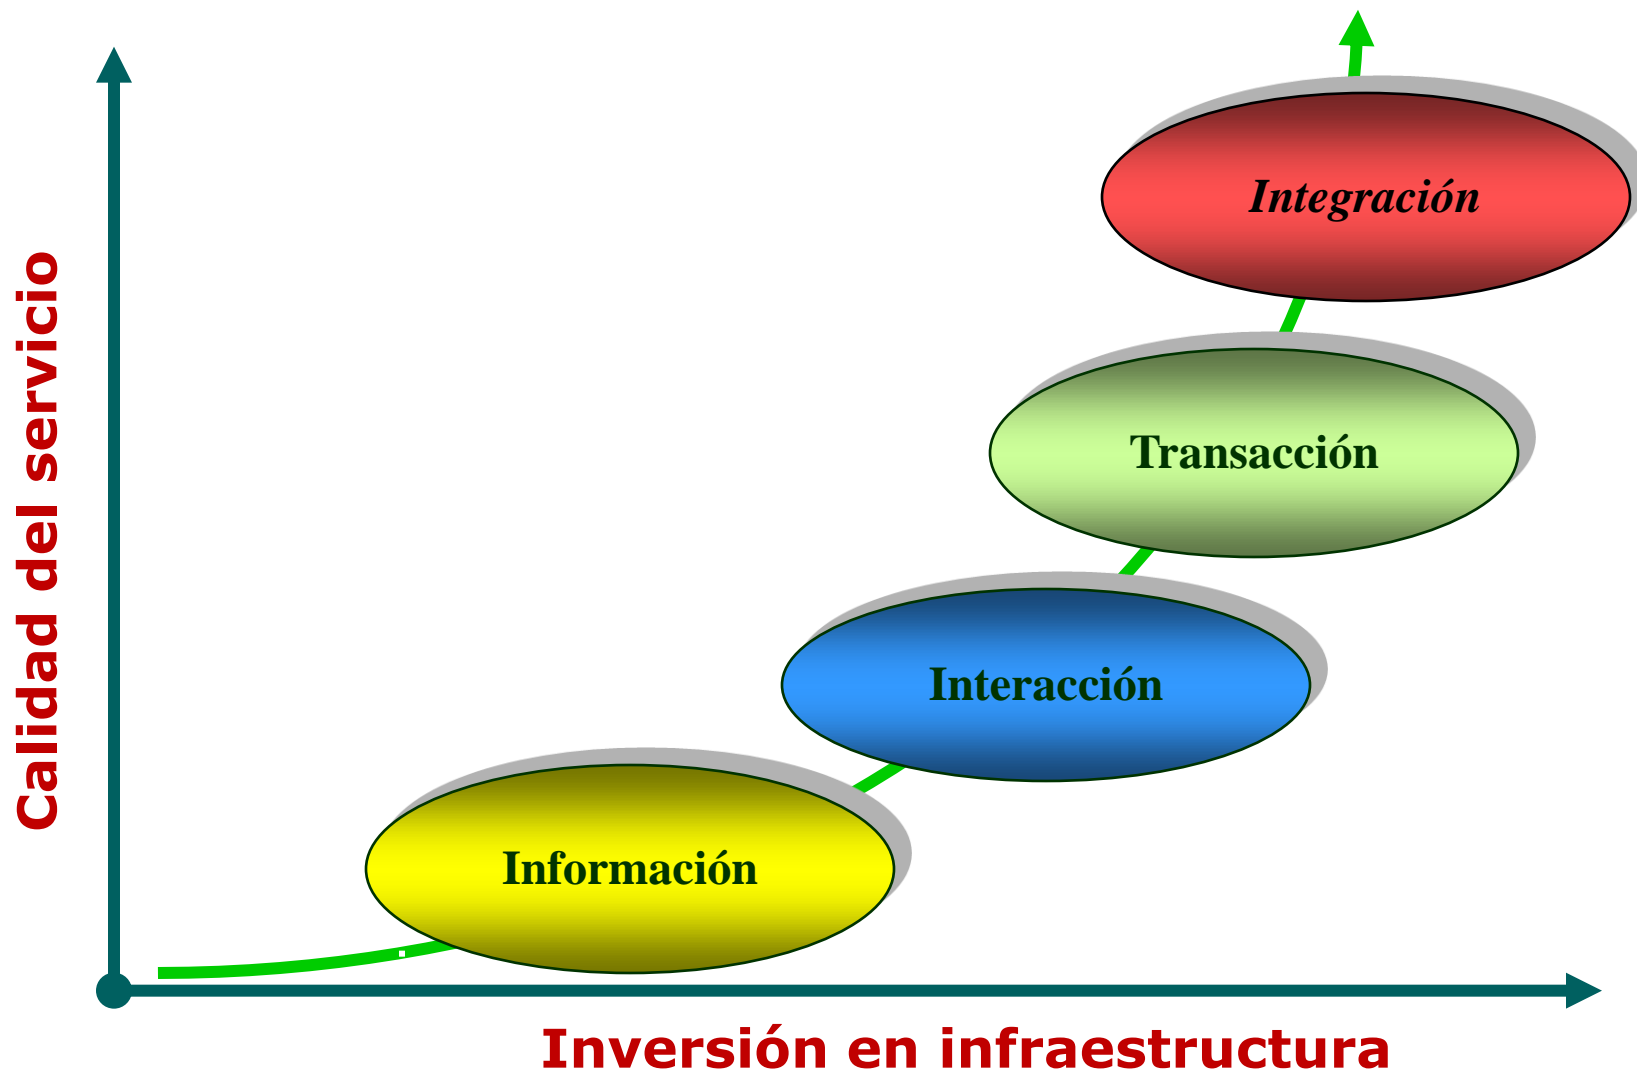 Calidad del servicio
Integración
Transacción
Interacción
Información
Inversión en infraestructura